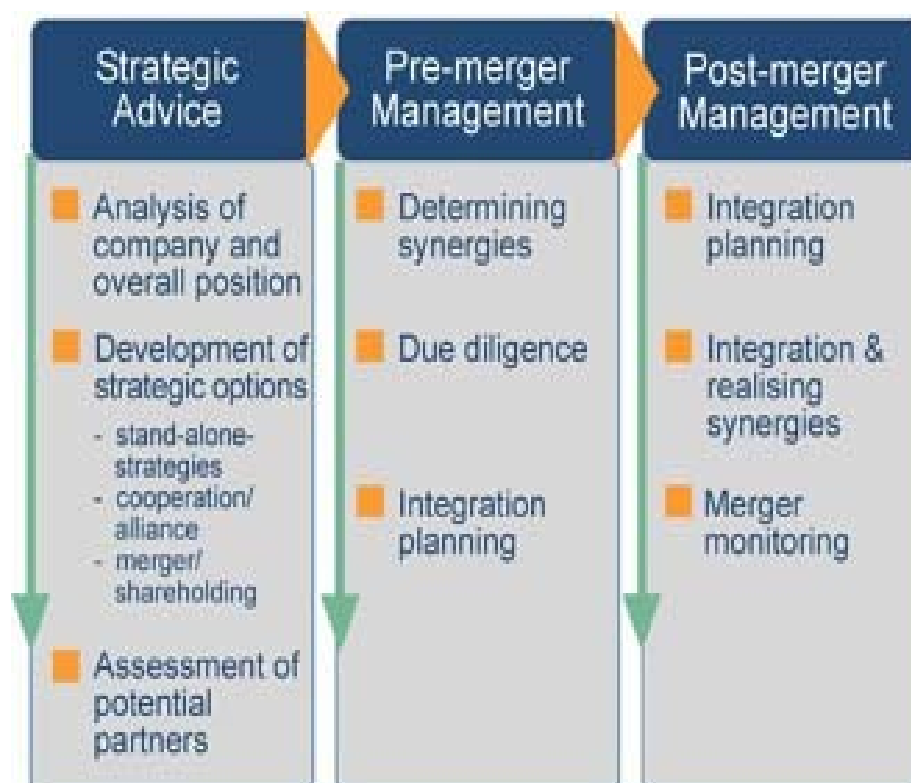 Strategic
Advice
Analysis of
company and
overall position
Development of
strategic options
- stand-alone-
strategies
- cooperation/
alliance
- merger/
shareholding
Assessment of
potential
partners
Pre-merger
Management
Determining
synergies
Due diligence
Integration
planning
Post-merger
Management
Integration
planning
Integration &
realising
synergies
Merger
monitoring